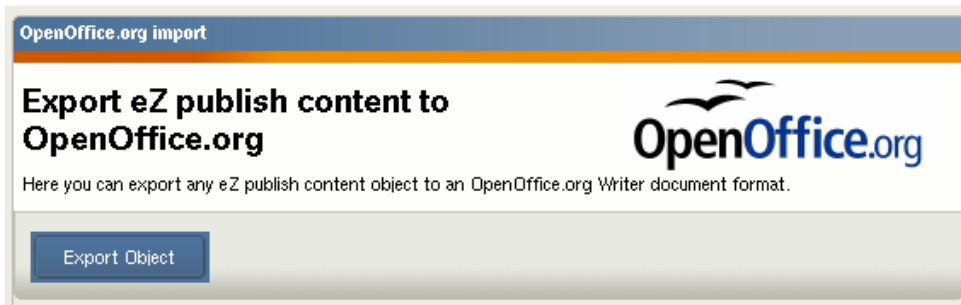 OpenOffice.org import
Export eZ publish content to
OpenOffice.org
OpenOffice.org
Here you can export any eZ publish content object to an OpenOffice.org Writer document format.
Export Object